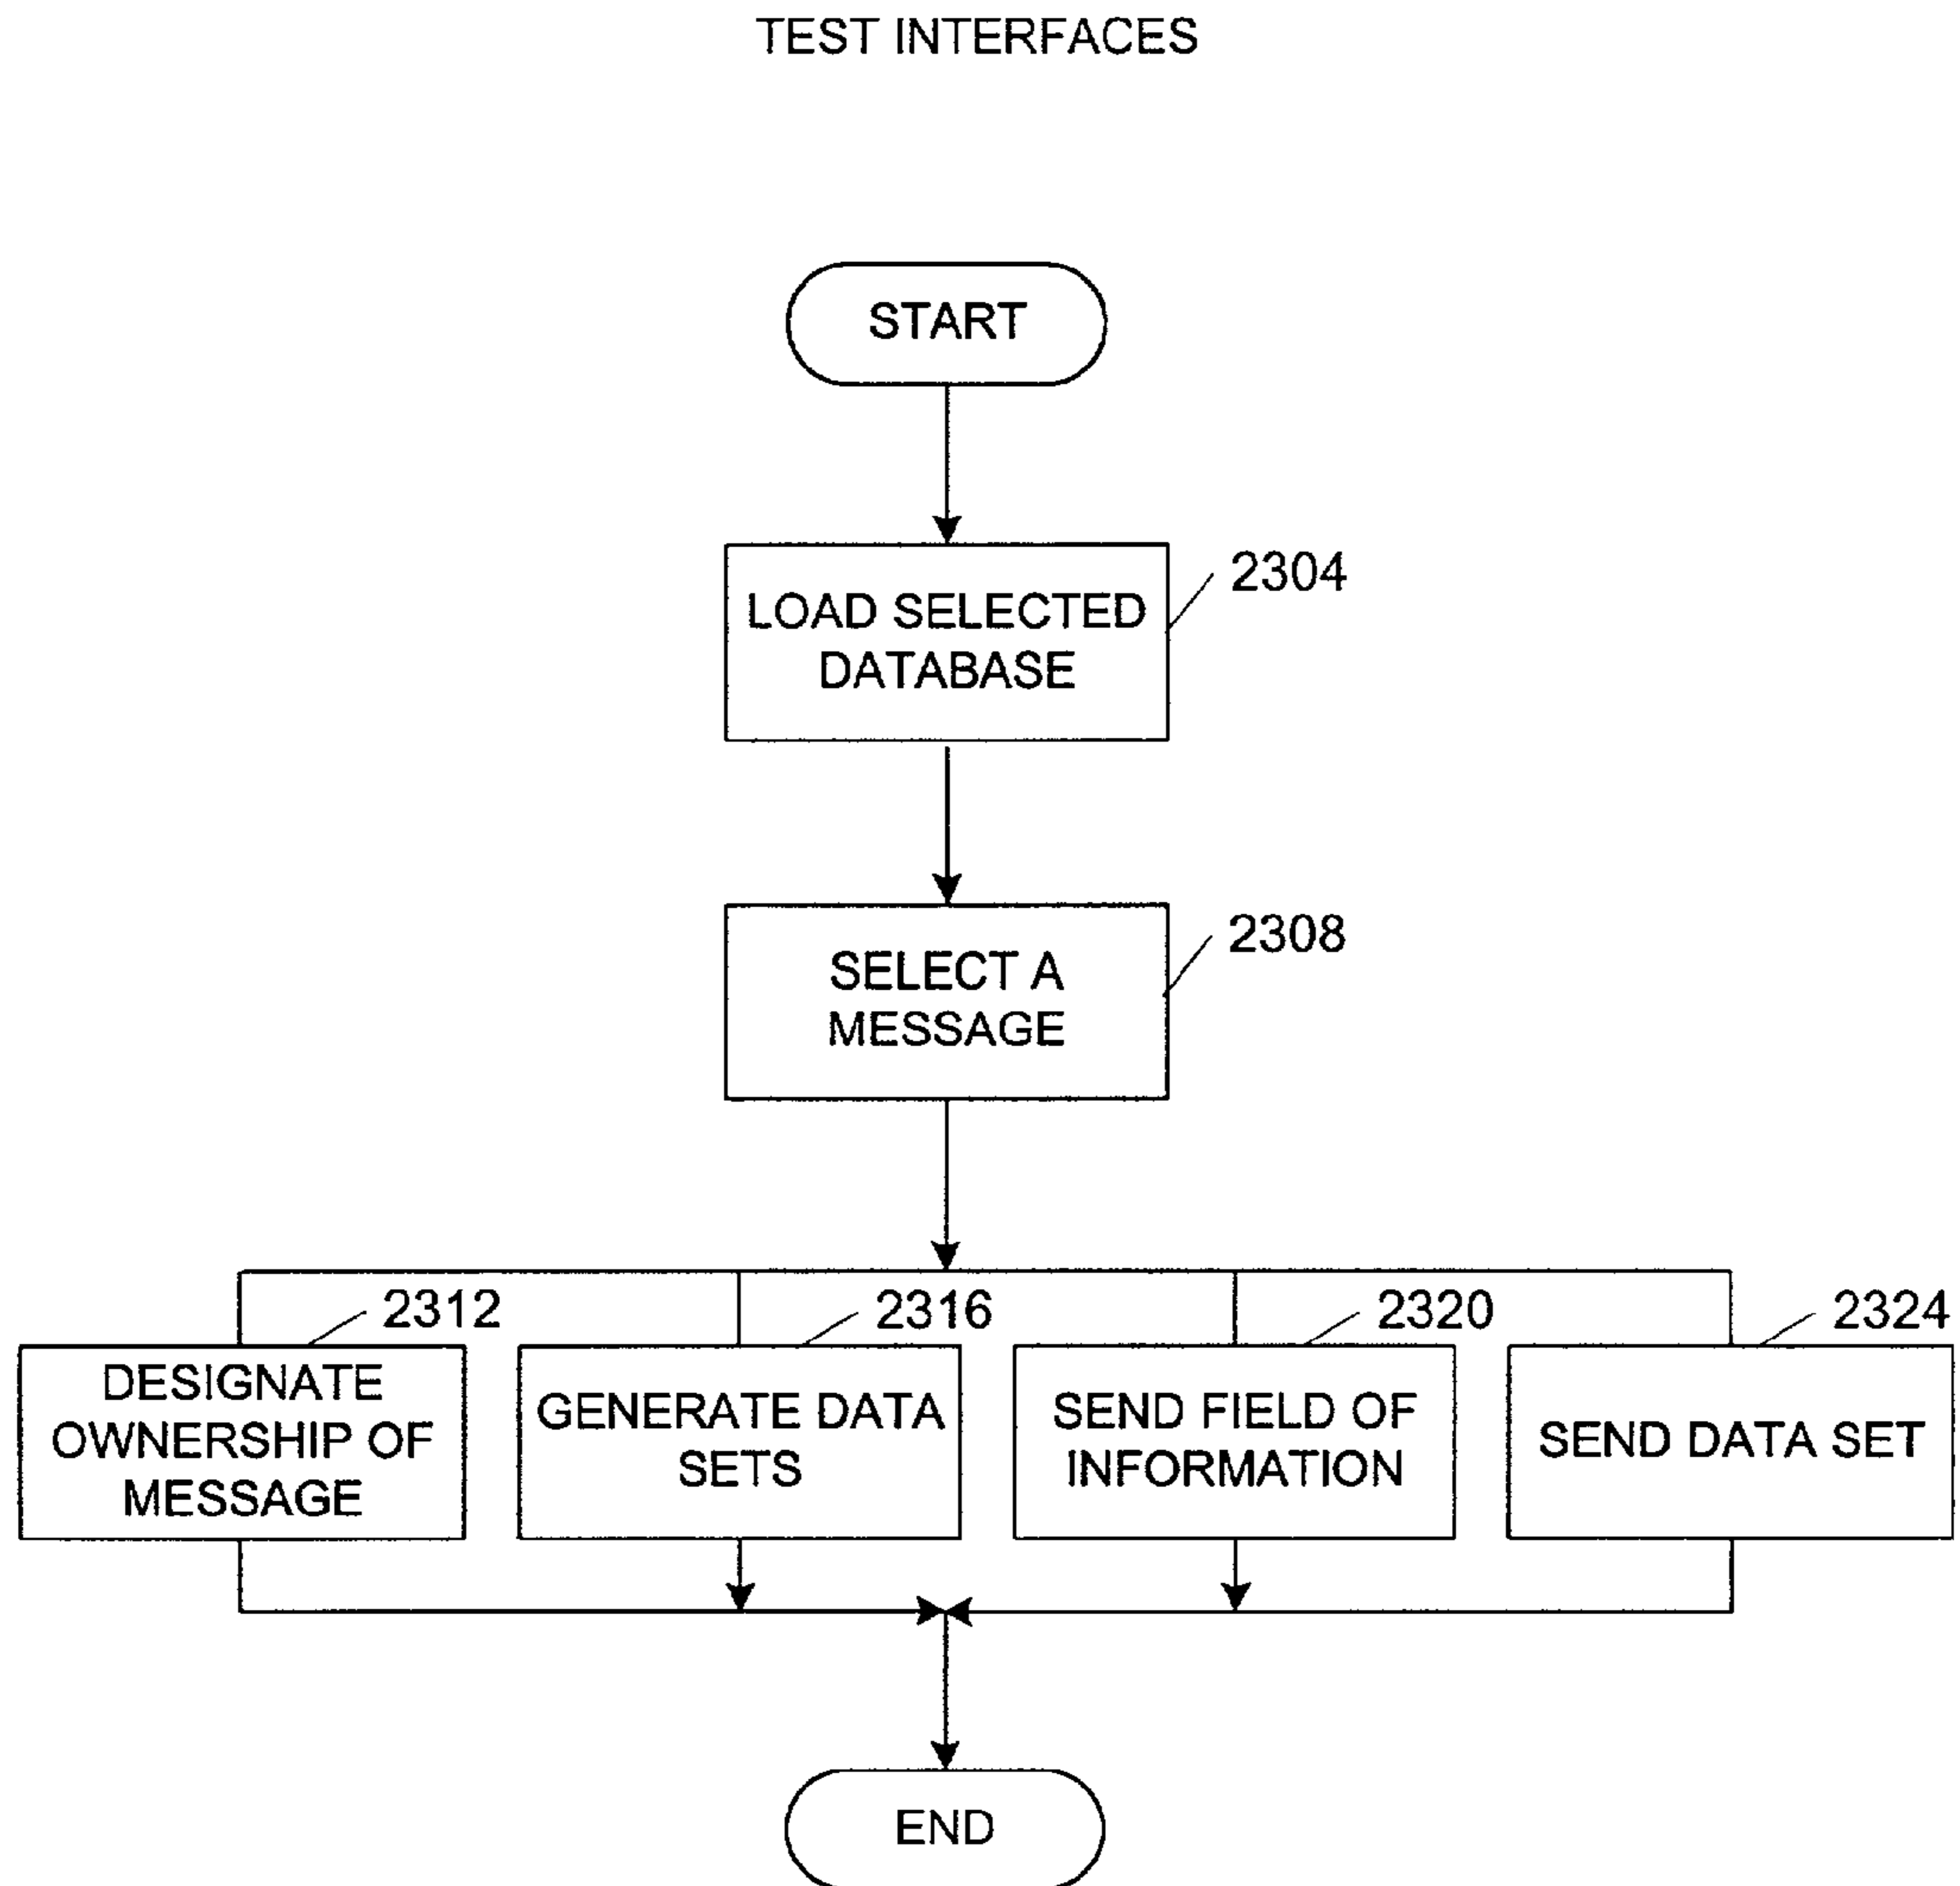 TEST INTERFACES
START
2304
LOAD SELECTED
DATABASE
2308
SELECT A
MESSAGE
2312
DESIGNATE
OWNERSHIP OF
MESSAGE
2316
GENERATE DATA
SETS
2320
SEND FIELD OF
INFORMATION
2324
SEND DATA SET
END